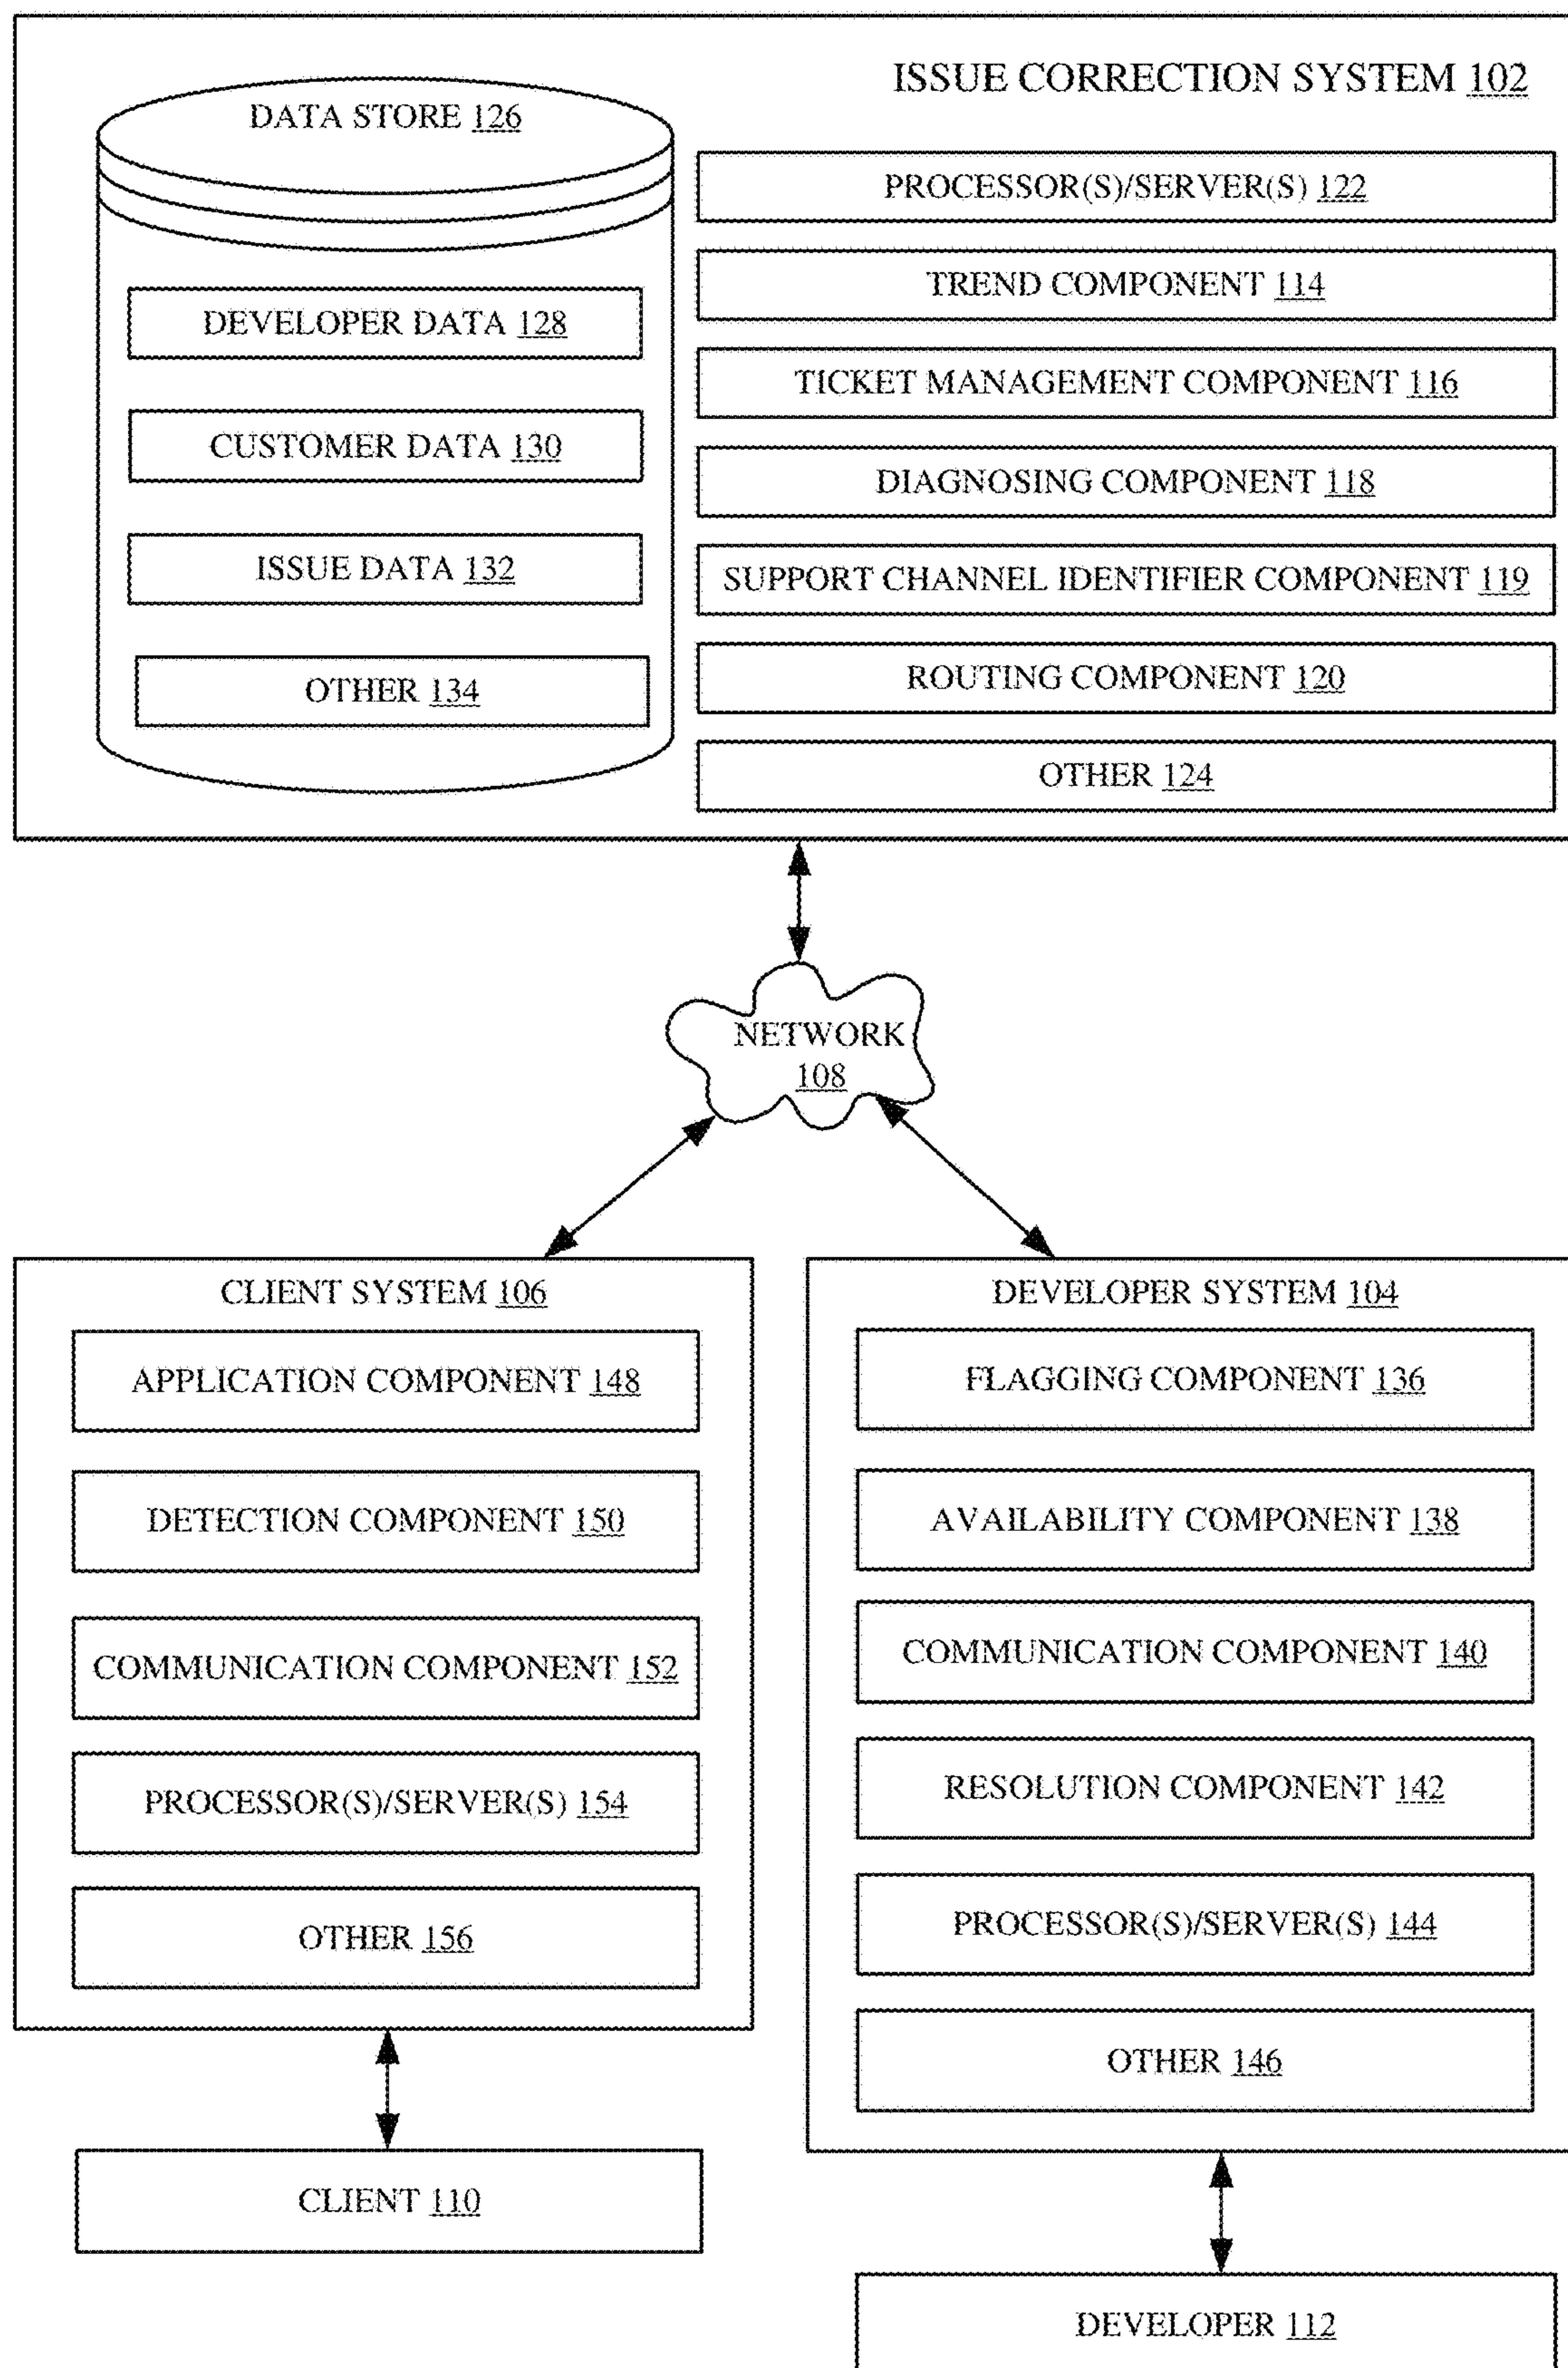 ISSUE CORRECTION SYSTEM 102
DATA STORE 126
DEVELOPER DATA 128
CUSTOMER DATA 130
ISSUE DATA 132
OTHER 134
PROCESSOR(S)/SERVER(S) 122
TREND COMPONENT 114
TICKET MANAGEMENT COMPONENT 116
DIAGNOSING COMPONENT 118
SUPPORT CHANNEL IDENTIFIER COMPONENT 119
ROUTING COMPONENT 120
OTHER 124
NETWORK
108
CLIENT SYSTEM 106
APPLICATION COMPONENT 148
DETECTION COMPONENT 150
COMMUNICATION COMPONENT 152
PROCESSOR(S)/SERVER(S) 154
OTHER 156
CLIENT 110
DEVELOPER SYSTEM 104
FLAGGING COMPONENT 136
AVAILABILITY COMPONENT 138
COMMUNICATION COMPONENT 140
RESOLUTION COMPONENT 142
PROCESSOR(S)/SERVER(S) 144
OTHER 146
DEVELOPER 112